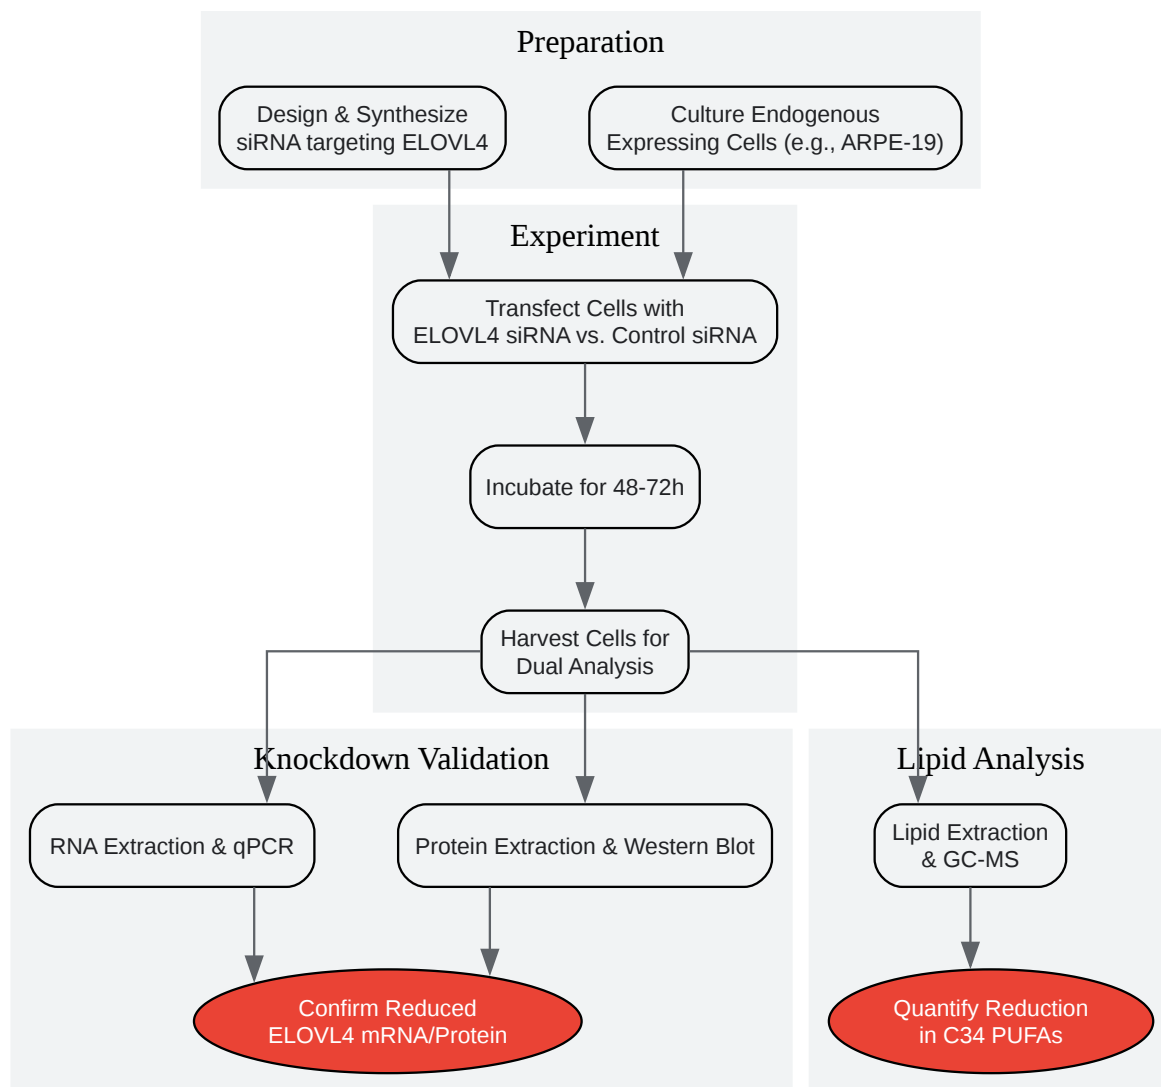 Preparation
Design & Synthesize
siRNA targeting ELOVL4
Culture Endogenous
Expressing Cells (e.g., ARPE-19)
Experiment
Transfect Cells with
ELOVL4 siRNA vs. Control siRNA
Incubate for 48-72h
Harvest Cells for
Dual Analysis
Knockdown Validation
RNA Extraction & qPCR
Protein Extraction & Western Blot
Confirm Reduced
ELOVL4 mRNA/Protein
Lipid Analysis
Lipid Extraction
& GC-MS
Quantify Reduction
in C34 PUFAs